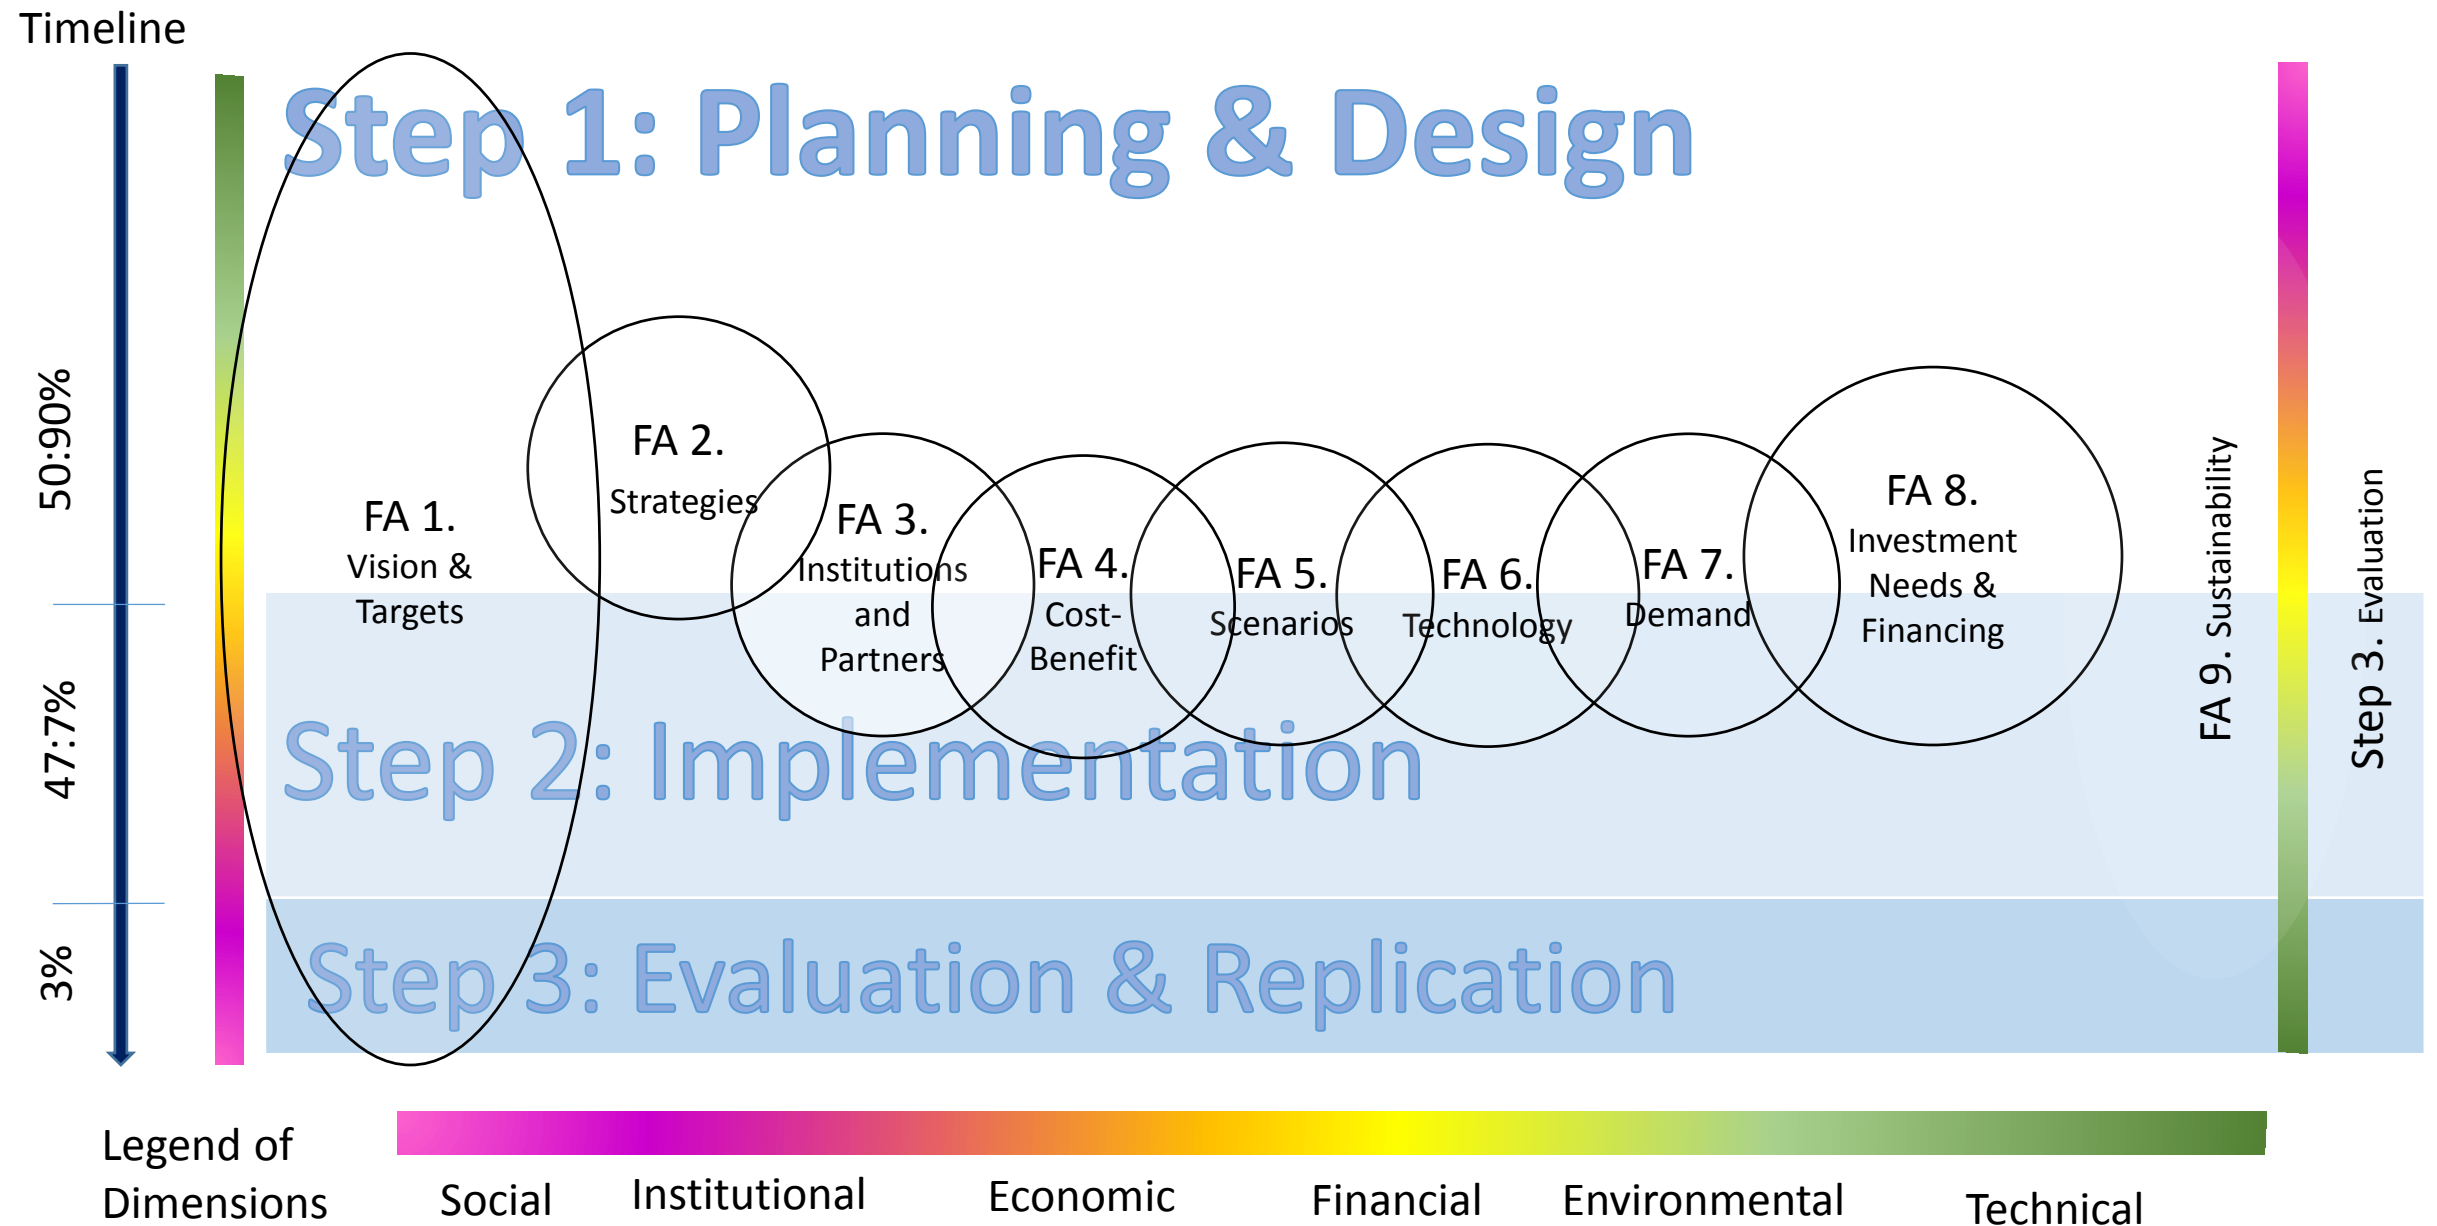 Timeline
Step 1: Planning & Design
50:90%
FA 1.
Vision &
Targets
FA 2.
Strategies
FA 3.
Institutions
and
Partners
FA 4.
Cost-
Benefit
FA 5.
Scenarios
FA 6.
Technology
FA 7.
Demand
FA 8.
Investment
Needs &
Financing
FA 9. Sustainability
Step 3. Evaluation
47:7%
Step 2: Implementation
3%
Step 3: Evaluation & Replication
Legend of
Dimensions
Social
Institutional
Economic
Financial
Environmental
Technical